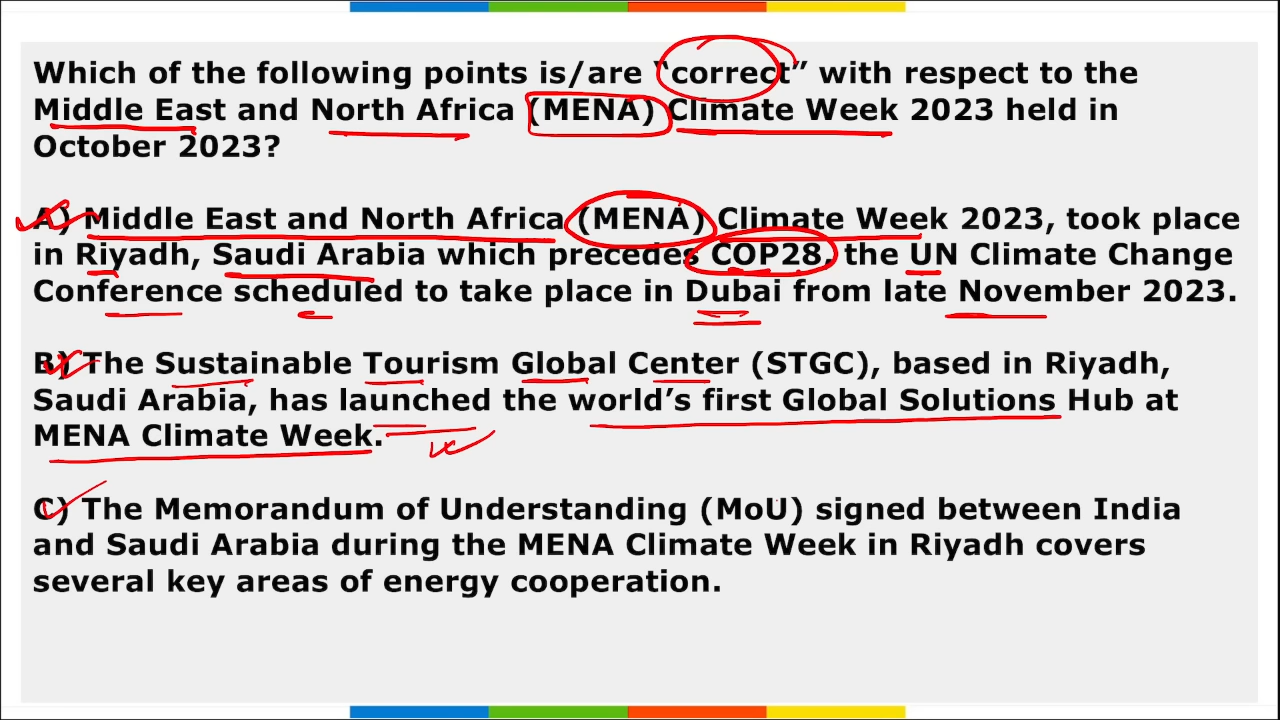 Which of the following points is/are “correct” with respect to the
Middle East and North Africa (MENA) Climate Week 2023 held in
October 2023?
A) Middle East and North Africa (MENA) Climate Week 2023, took place
in Riyadh, Saudi Arabia which precedes COP28, the UN Climate Change
Conference scheduled to take place in Dubai from late November 2023.
B) The Sustainable Tourism Global Center (STGC), based in Riyadh,
Saudi Arabia, has launched the world’s first Global Solutions Hub at
MENA Climate Week.
C) The Memorandum of Understanding (MoU) signed between India
and Saudi Arabia during the MENA Climate Week in Riyadh covers
several key areas of energy cooperation.